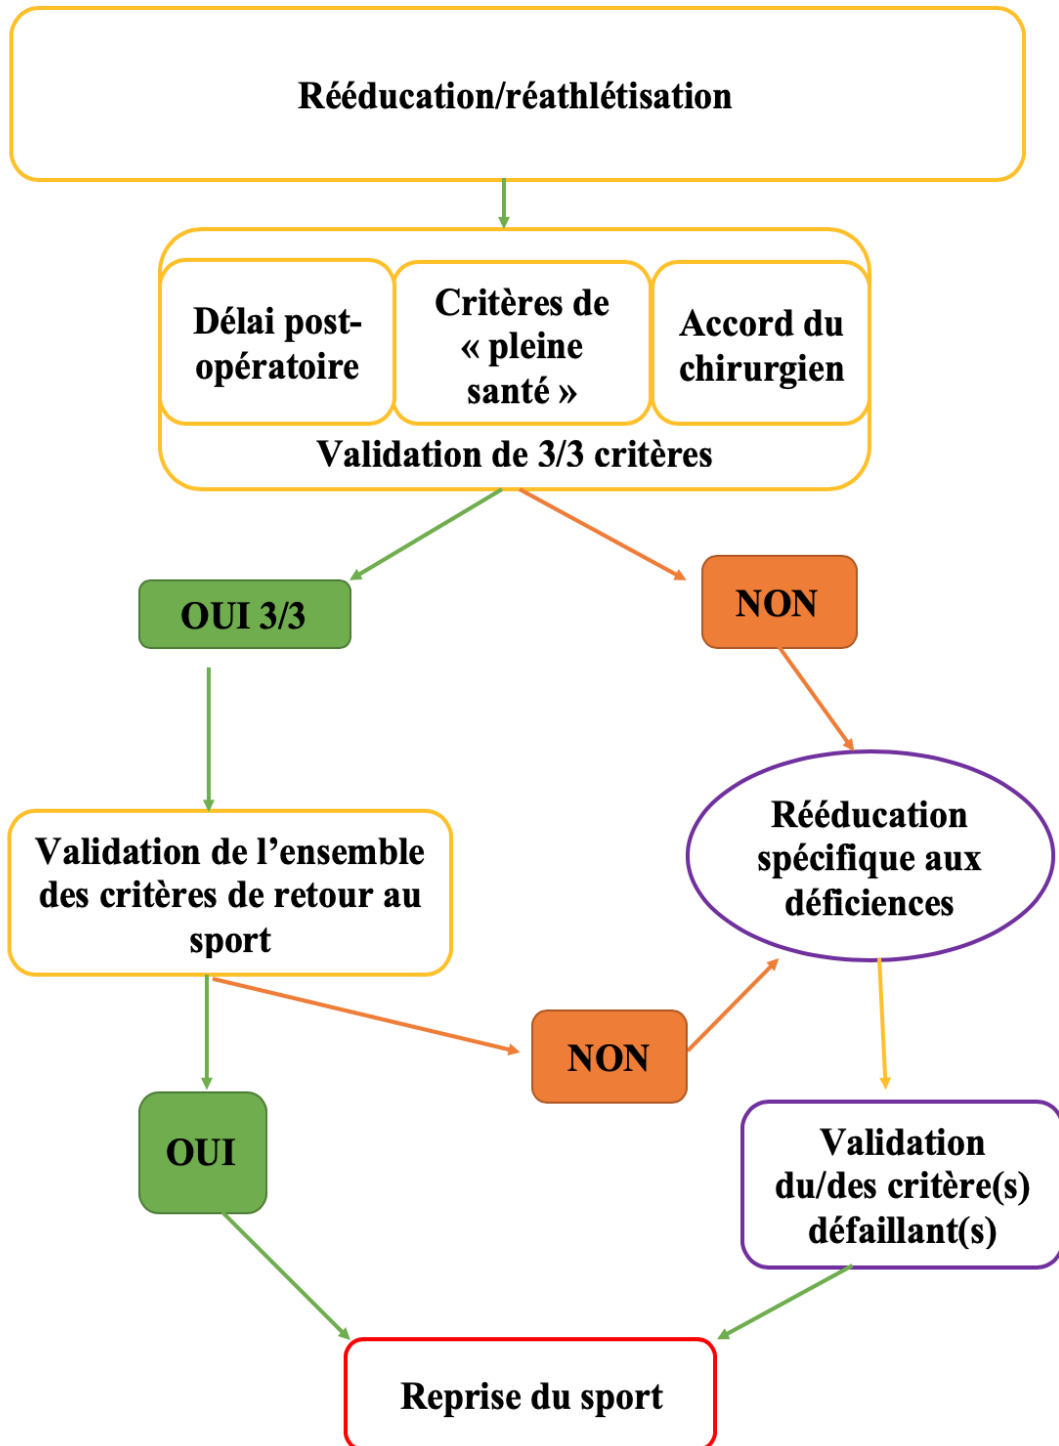 Rééducation/réathlétisation
Délai post-
opératoire
Critères de
« pleine
santé »
Accord du
chirurgien
Validation de 3/3 critères
OUI 3/3
NON
Rééducation
spécifique aux
déficiences
Validation de l’ensemble
des critères de retour au
sport
NON
OUI
Validation
du/des critère(s)
défaillant(s)
Reprise du sport